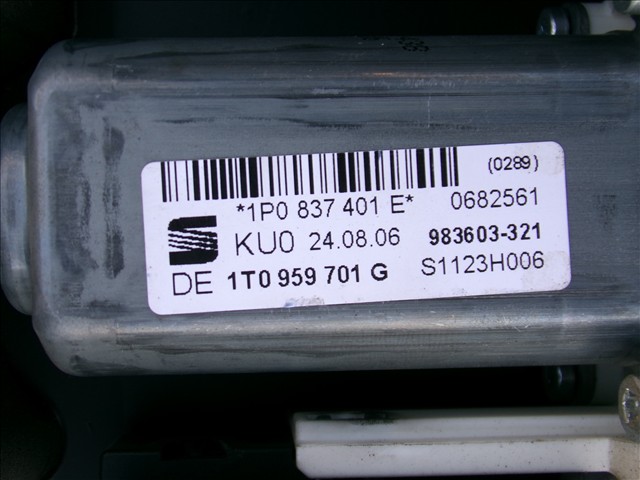 (0289)
*1P0 837 401 E* 0682561
KU0 24.08.06 983603-321
DE 1T0 959 701 G S1123H006